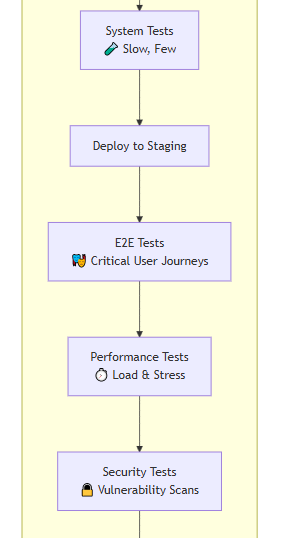 System Tests
🧪 Slow, Few
Deploy to Staging
E2E Tests
🎭 Critical User Journeys
Performance Tests
⏱️ Load & Stress
Security Tests
🔒 Vulnerability Scans